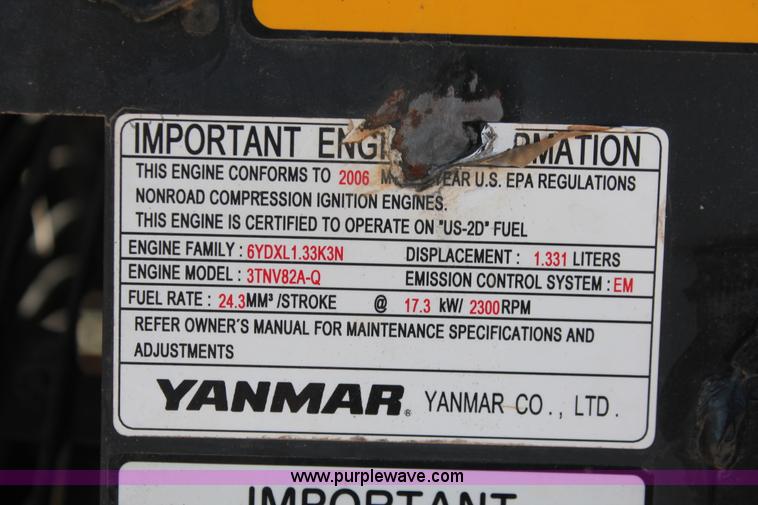 IMPORTANT ENGI RMATION
THIS ENGINE CONFORMS TO 2006 M YEAR U.S. EPA REGULATIONS
NONROAD COMPRESSION IGNITION ENGINES.
THIS ENGINE IS CERTIFIED TO OPERATE ON "US-2D" FUEL
ENGINE FAMILY : 6YDXL1.33K3N DISPLACEMENT : 1.331 LITERS
ENGINE MODEL : 3TNV82A-Q EMISSION CONTROL SYSTEM : EM
FUEL RATE : 24.3MM³/STROKE @ 17.3 kW/ 2300RPM
REFER OWNER'S MANUAL FOR MAINTENANCE SPECIFICATIONS AND
ADJUSTMENTS
YANMAR® YANMAR CO., LTD.
www.purplewave.com
IMPORTANT